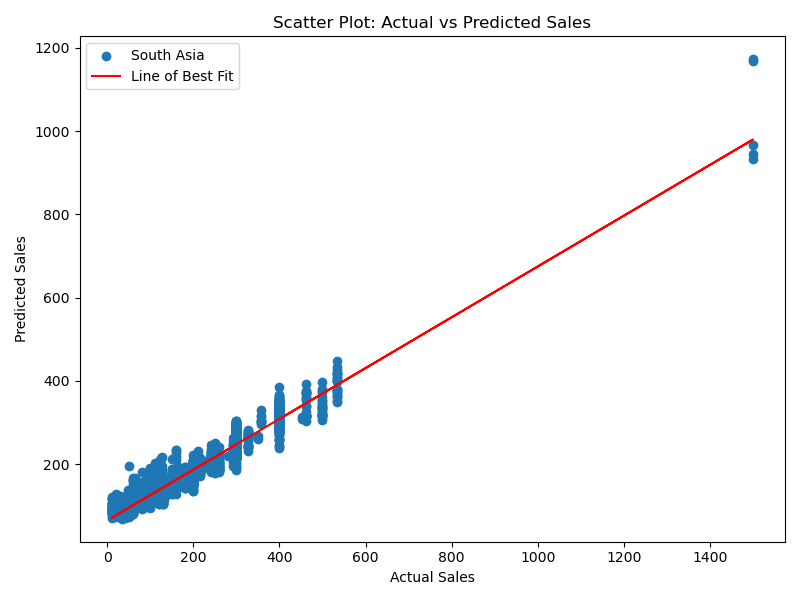 Scatter Plot: Actual vs Predicted Sales
South Asia
Line of Best Fit
Predicted Sales
1200
1000
800
600
400
200
0 200 400 600 800 1000 1200 1400
Actual Sales